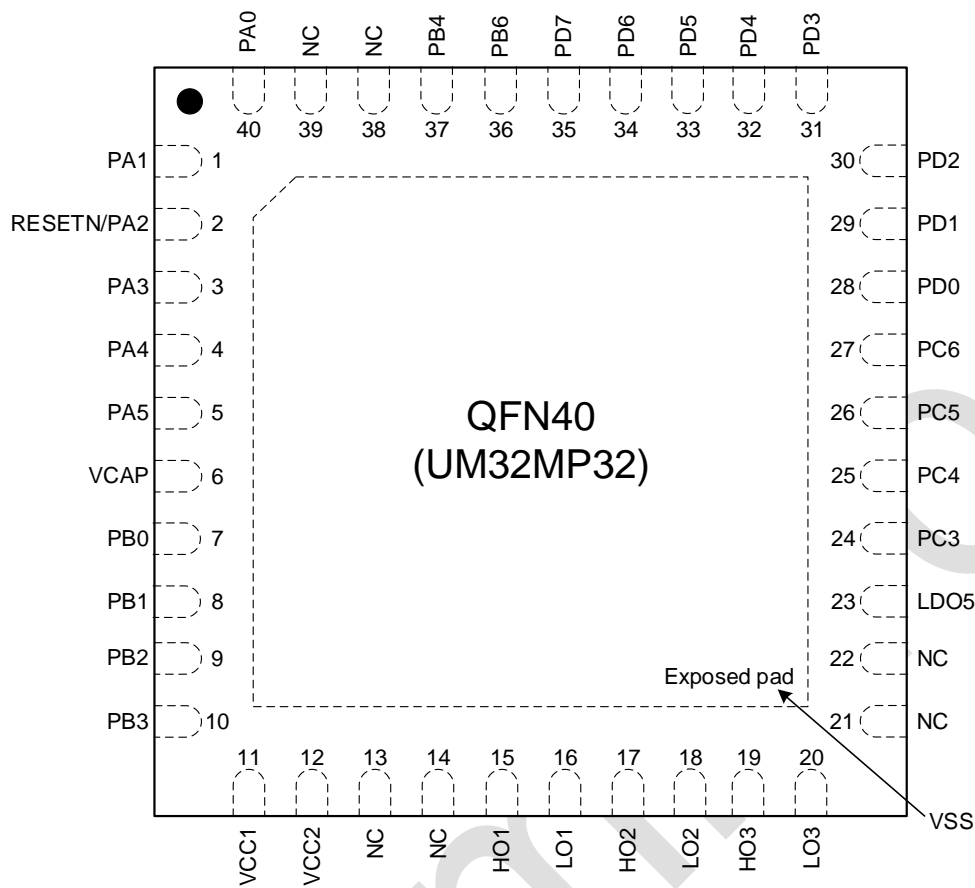 PA0 NC NC PB4 PB6 PD7 PD6 PD5 PD4 PD3
40 39 38 37 36 35 34 33 32 31
PA1 1
RESETN/PA2 2
PA3 3
PA4 4
PA5 5
VCAP 6
PB0 7
PB1 8
PB2 9
PB3 10
QFN40
(UM32MP32)
Exposed pad
30 PD2
29 PD1
28 PD0
27 PC6
26 PC5
25 PC4
24 PC3
23 LDO5
22 NC
21 NC
VSS
11 12 13 14 15 16 17 18 19 20
VCC1 VCC2 NC NC HO1 LO1 HO2 LO2 HO3 LO3